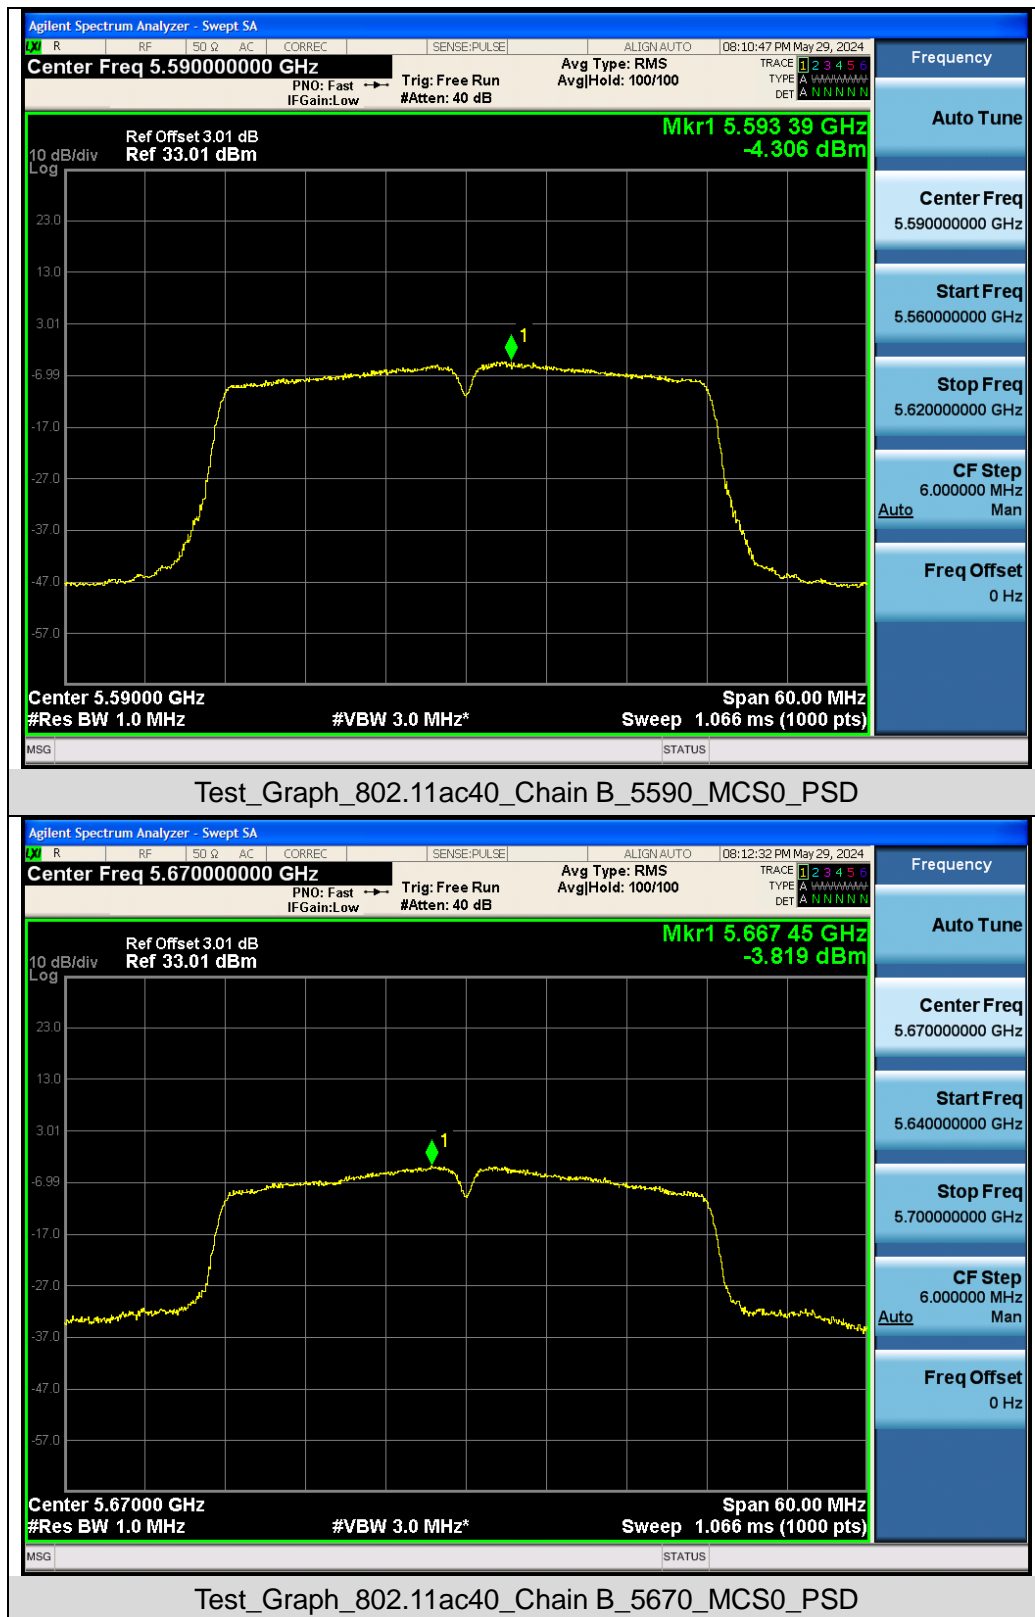 Agilent Spectrum Analyzer - Swept SA
LXI R RF 50 Ω AC CORREC SENSE:PULSE ALIGN AUTO 08:10:47 PM May 29, 2024
Center Freq 5.590000000 GHz
PNO: Fast
IFGain:Low
Trig: Free Run
#Atten: 40 dB
Avg Type: RMS
Avg|Hold: 100/100
TRACE 1 2 3 4 5 6
TYPE A WWWWW
DET A N N N N N
Frequency
Auto Tune
Center Freq
5.590000000 GHz
Start Freq
5.560000000 GHz
Stop Freq
5.620000000 GHz
CF Step
6.000000 MHz
Auto Man
Freq Offset
0 Hz
Mkr1 5.593 39 GHz
-4.306 dBm
Ref Offset 3.01 dB
10 dB/div Ref 33.01 dBm
Log
23.0
13.0
3.01
1
-6.99
-17.0
-27.0
-37.0
-47.0
-57.0
Center 5.59000 GHz Span 60.00 MHz
#Res BW 1.0 MHz #VBW 3.0 MHz* Sweep 1.066 ms (1000 pts)
MSG STATUS
Test_Graph_802.11ac40_Chain B_5590_MCS0_PSD
Agilent Spectrum Analyzer - Swept SA
LXI R RF 50 Ω AC CORREC SENSE:PULSE ALIGN AUTO 08:12:32 PM May 29, 2024
Center Freq 5.670000000 GHz
PNO: Fast
IFGain:Low
Trig: Free Run
#Atten: 40 dB
Avg Type: RMS
Avg|Hold: 100/100
TRACE 1 2 3 4 5 6
TYPE A WWWWW
DET A N N N N N
Frequency
Auto Tune
Center Freq
5.670000000 GHz
Start Freq
5.640000000 GHz
Stop Freq
5.700000000 GHz
CF Step
6.000000 MHz
Auto Man
Freq Offset
0 Hz
Mkr1 5.667 45 GHz
-3.819 dBm
Ref Offset 3.01 dB
10 dB/div Ref 33.01 dBm
Log
23.0
13.0
3.01
1
-6.99
-17.0
-27.0
-37.0
-47.0
-57.0
Center 5.67000 GHz Span 60.00 MHz
#Res BW 1.0 MHz #VBW 3.0 MHz* Sweep 1.066 ms (1000 pts)
MSG STATUS
Test_Graph_802.11ac40_Chain B_5670_MCS0_PSD